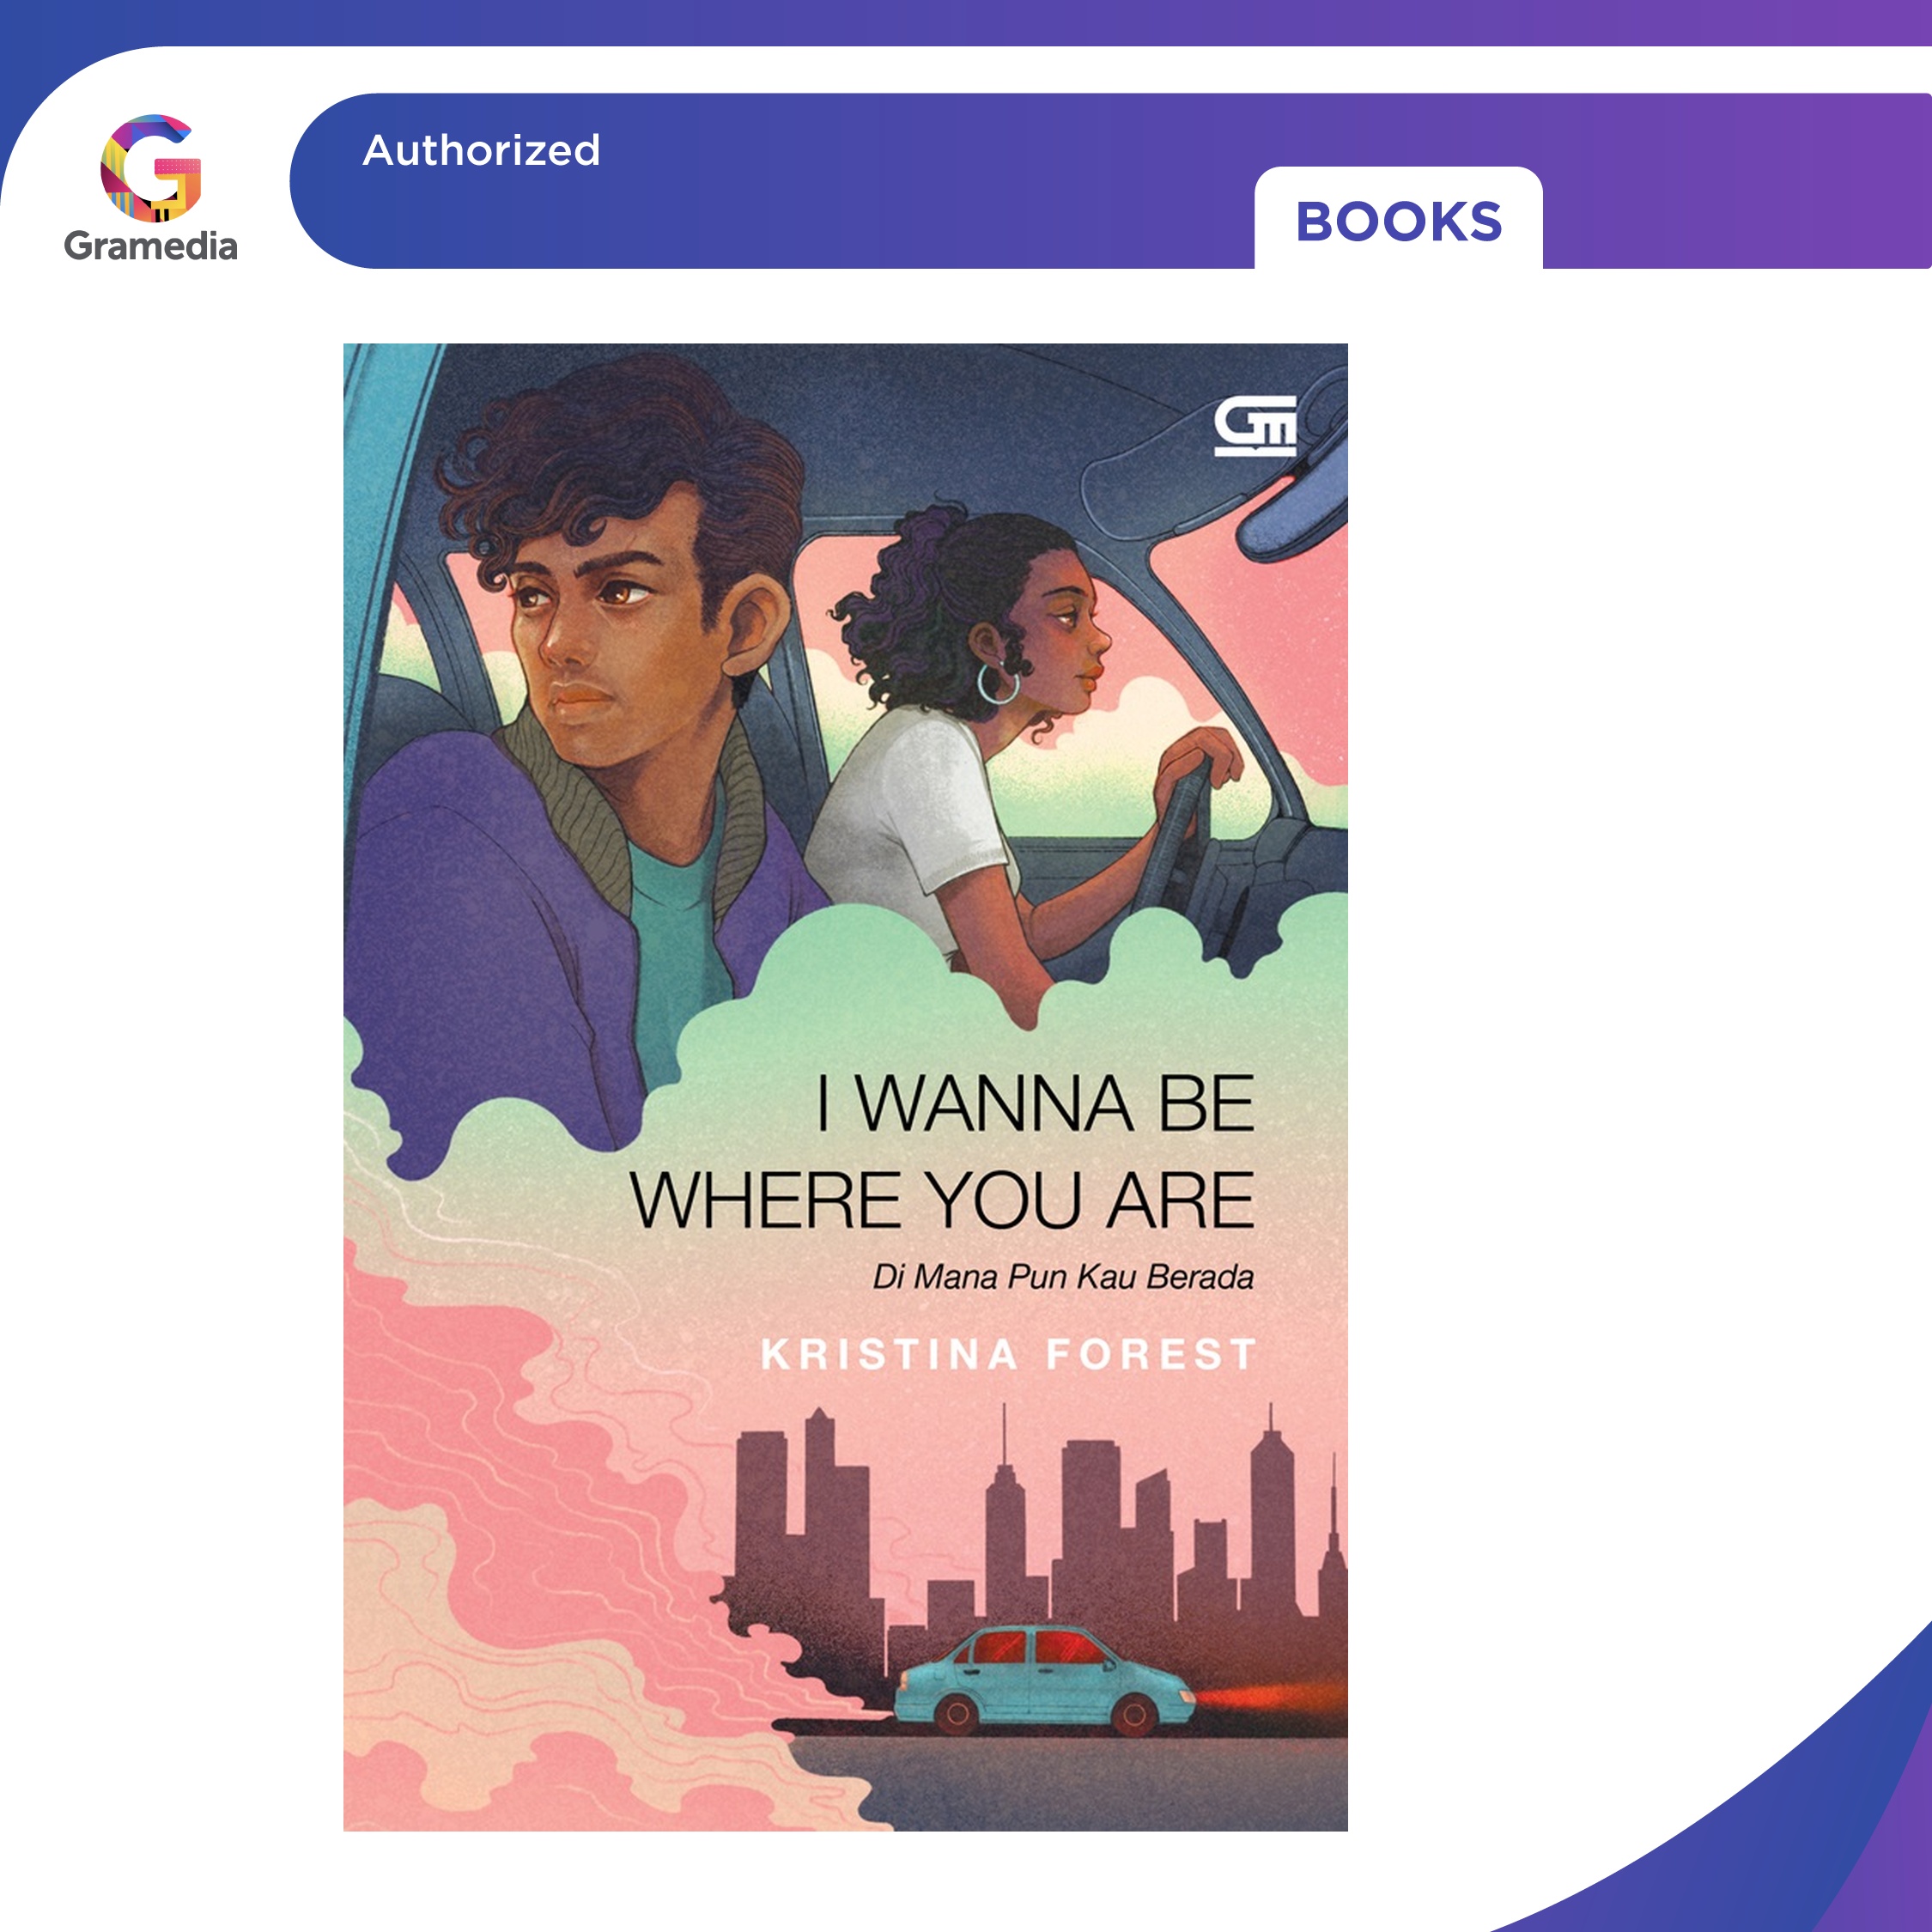 Authorized
BOOKS
Gramedia
Gm
I WANNA BE
WHERE YOU ARE
Di Mana Pun Kau Berada
KRISTINA FOREST